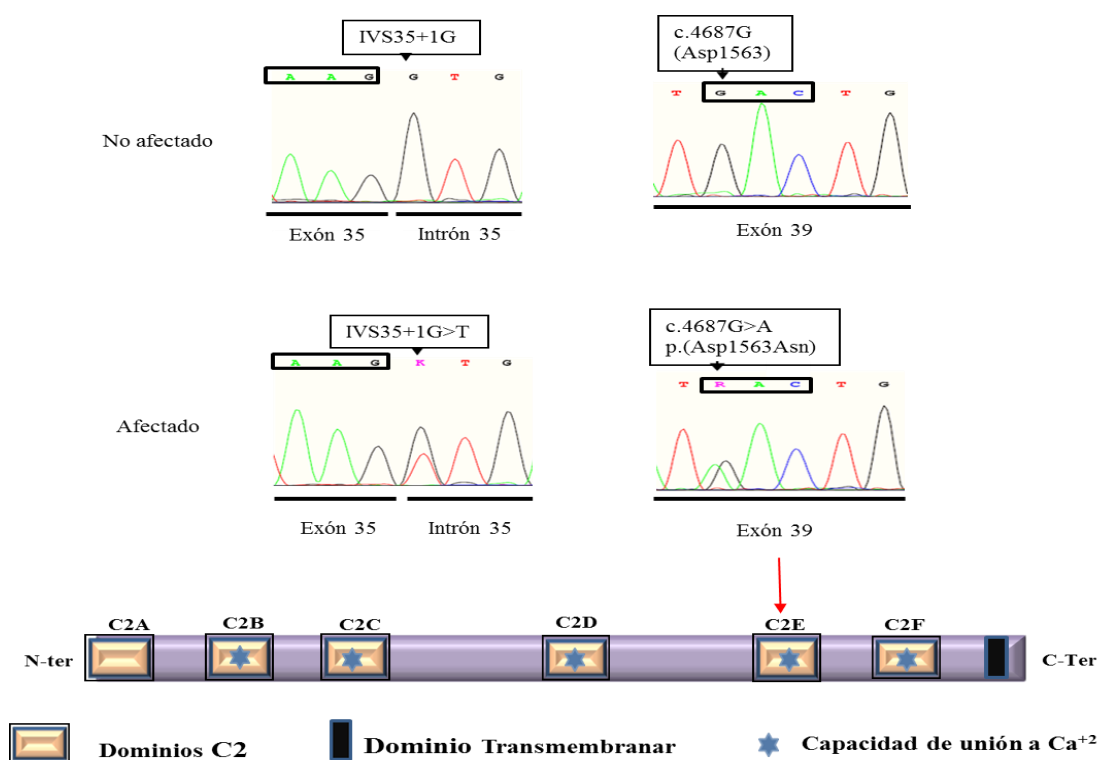 IVS35+1G
c.4687G
(Asp1563)
A A G G T G
T G A C T G
No afectado
Exón 35 Intrón 35
Exón 39
IVS35+1G>T
c.4687G>A
p.(Asp1563Asn)
A A G K T G
T R A C T G
Afectado
Exón 35 Intrón 35
Exón 39
C2A C2B C2C C2D C2E C2F
N-ter C-Ter
Dominios C2 Dominio Transmembranar Capacidad de unión a Ca+2